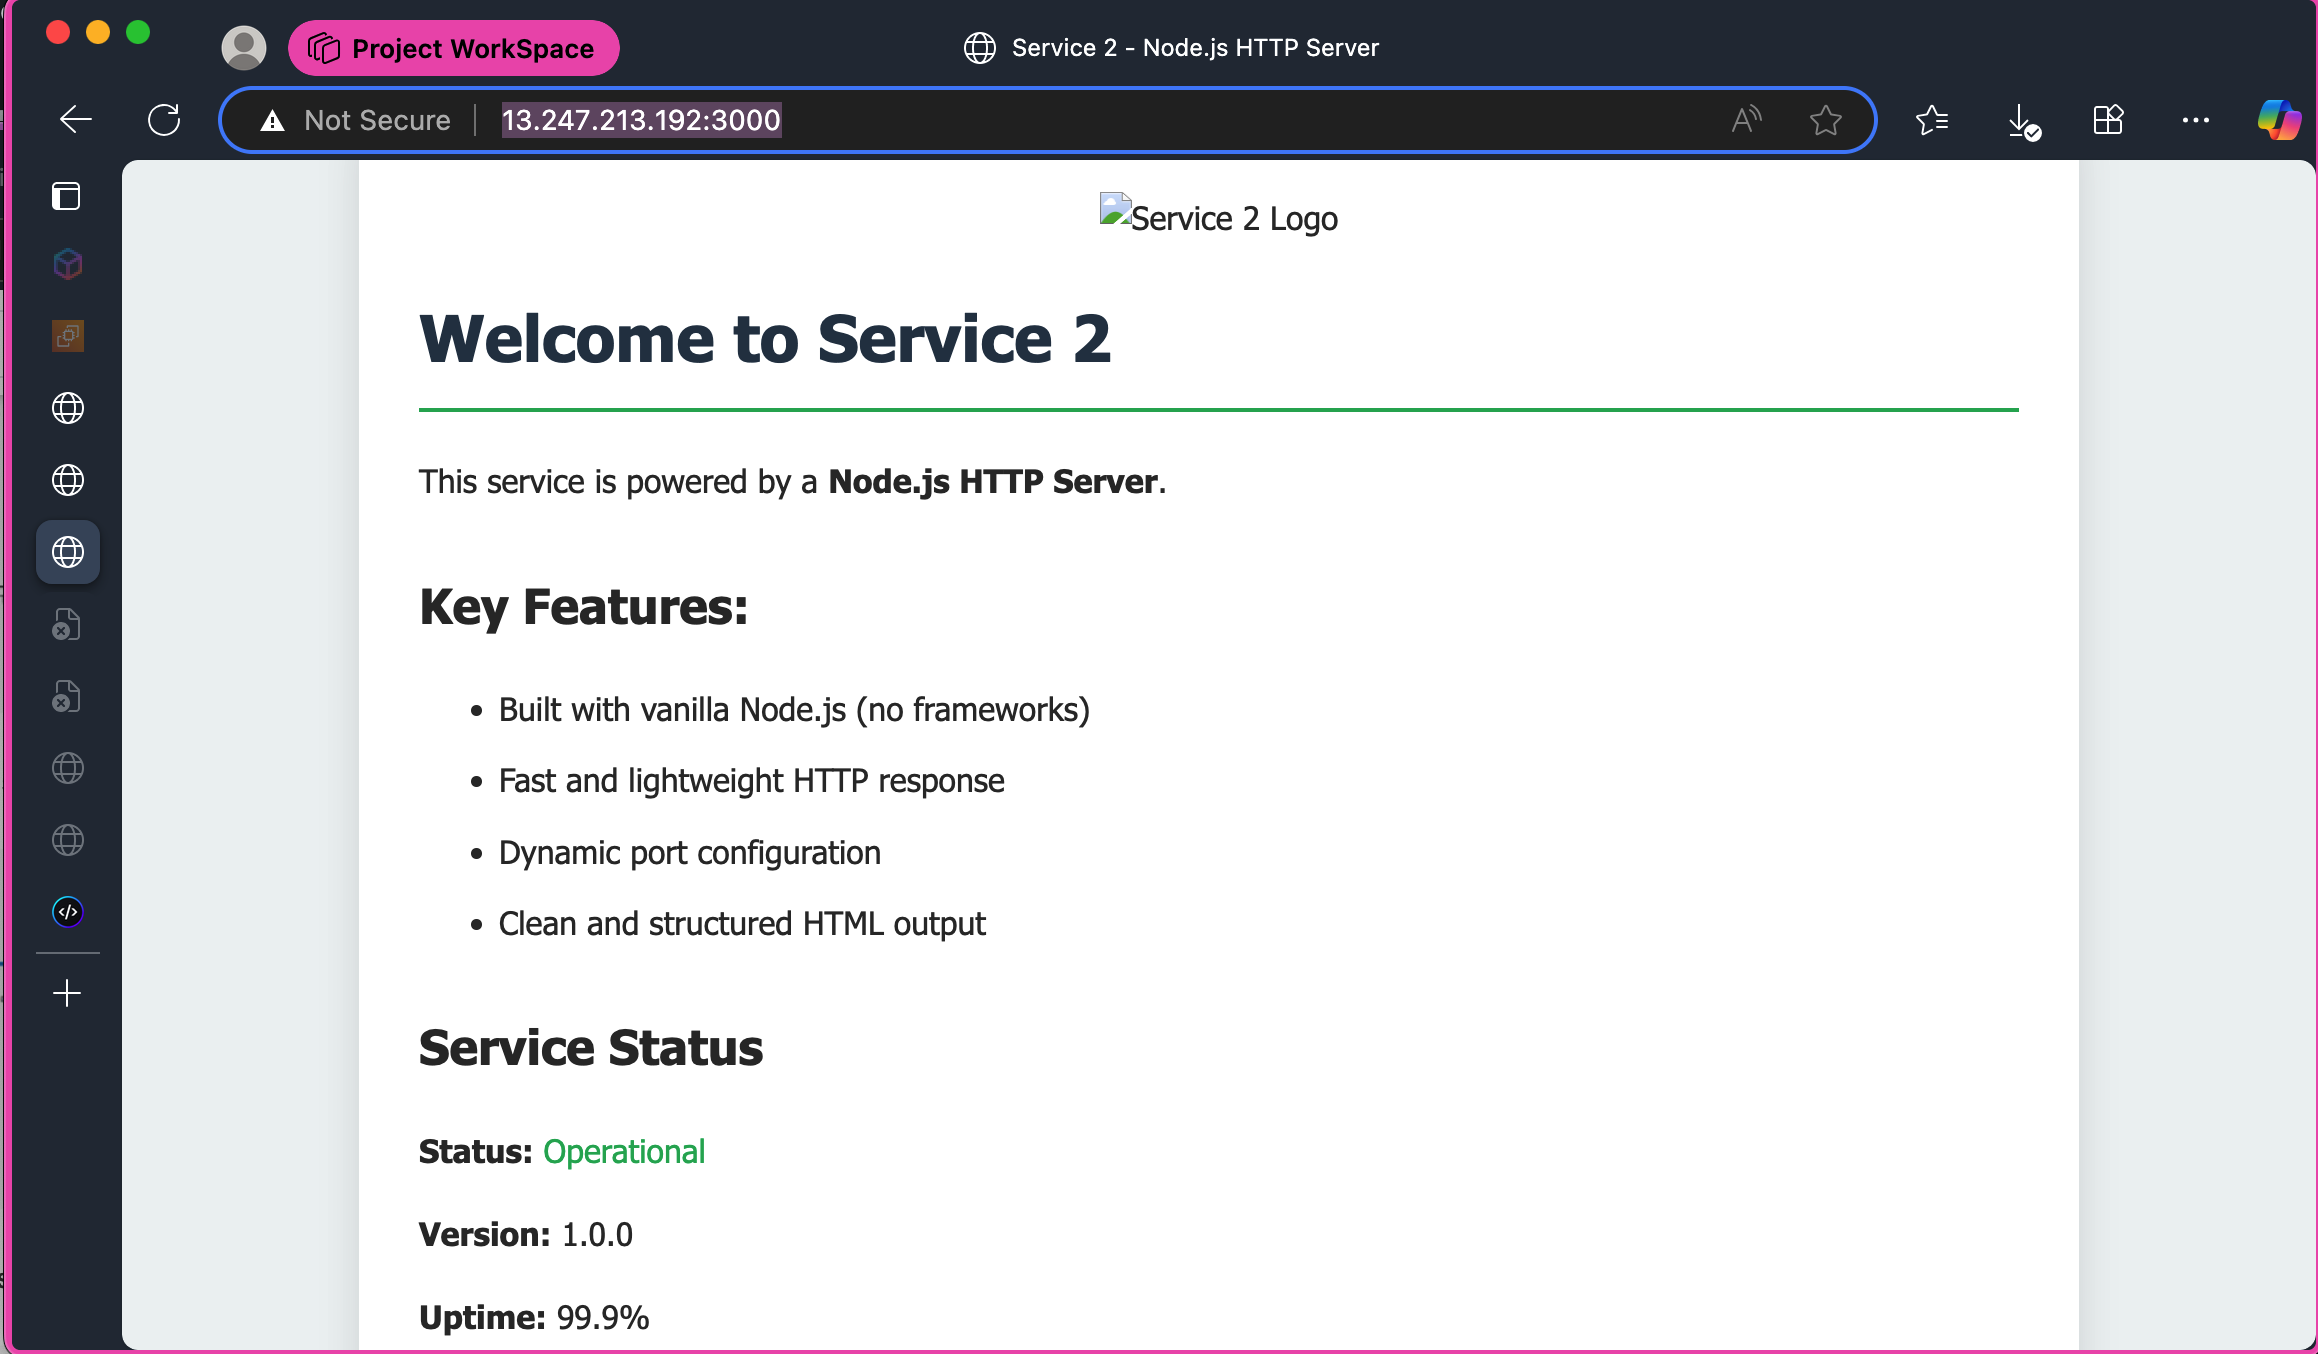 Project WorkSpace
Service 2 - Node.js HTTP Server
Not Secure
13.247.213.192:3000
Service 2 Logo
Welcome to Service 2
This service is powered by a Node.js HTTP Server.
Key Features:
• Built with vanilla Node.js (no frameworks)
• Fast and lightweight HTTP response
• Dynamic port configuration
• Clean and structured HTML output
Service Status
Status: Operational
Version: 1.0.0
Uptime: 99.9%